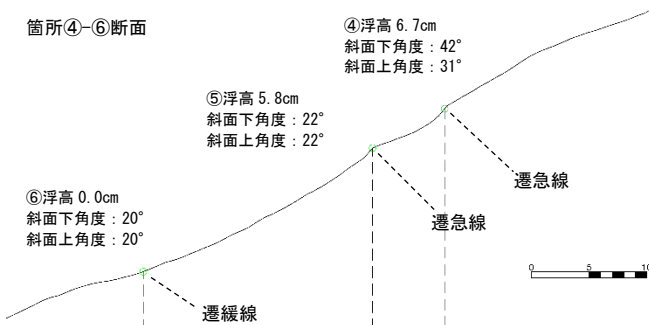 箇所④-⑥断面
④浮高 6.7cm
斜面下角度：42°
斜面上角度：31°
⑤浮高 5.8cm
斜面下角度：22°
斜面上角度：22°
遷急線
遷急線
⑥浮高 0.0cm
斜面下角度：20°
斜面上角度：20°
遷緩線
0 5 10